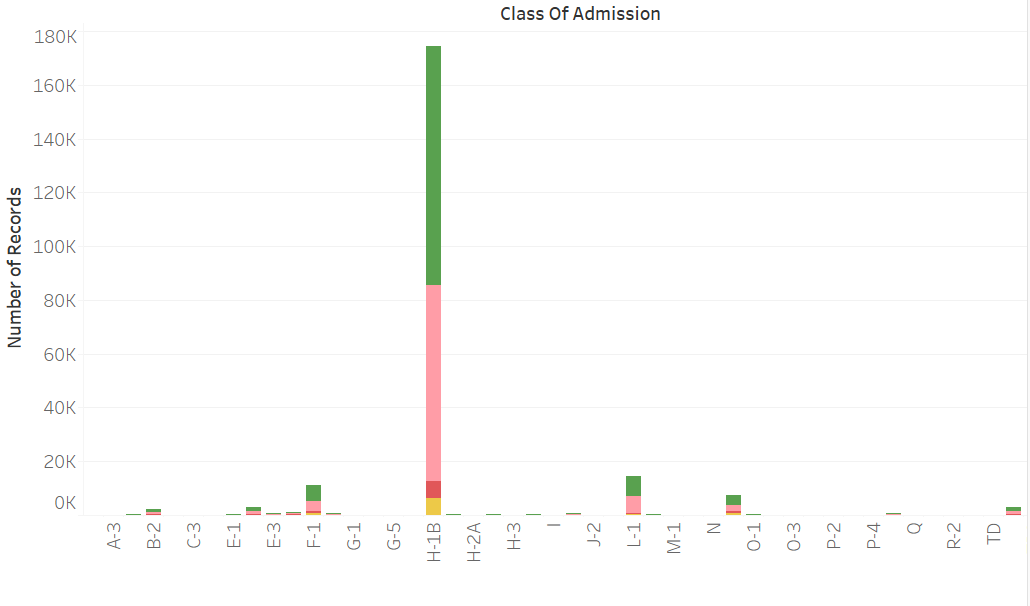 Class Of Admission
Number of Records
180K
160K
140K
120K
100K
80K
60K
40K
20K
0K
A-3
B-2
C-3
E-1
E-3
F-1
G-1
G-5
H-1B
H-2A
H-3
I
J-2
L-1
M-1
N
O-1
O-3
P-2
P-4
Q
R-2
TD